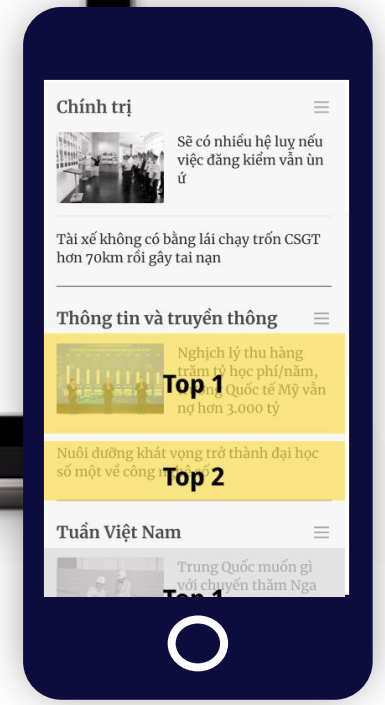 Chính trị
Sẽ có nhiều hệ luỵ nếu
việc đăng kiểm vẫn ùn
ứ
Tài xế không có bằng lái chạy trốn CSGT
hơn 70km rồi gây tai nạn
Thông tin và truyền thông
Nghịch lý thu hàng
trăm tỷ học phí/năm,
Quốc tế Mỹ vẫn
nợ hơn 3.000 tỷ
Top 1
Nuôi dưỡng khát vọng trở thành đại học
số một về công số
Top 2
Tuần Việt Nam
Trung Quốc muốn gì
với chuyến thăm Nga
Top 1